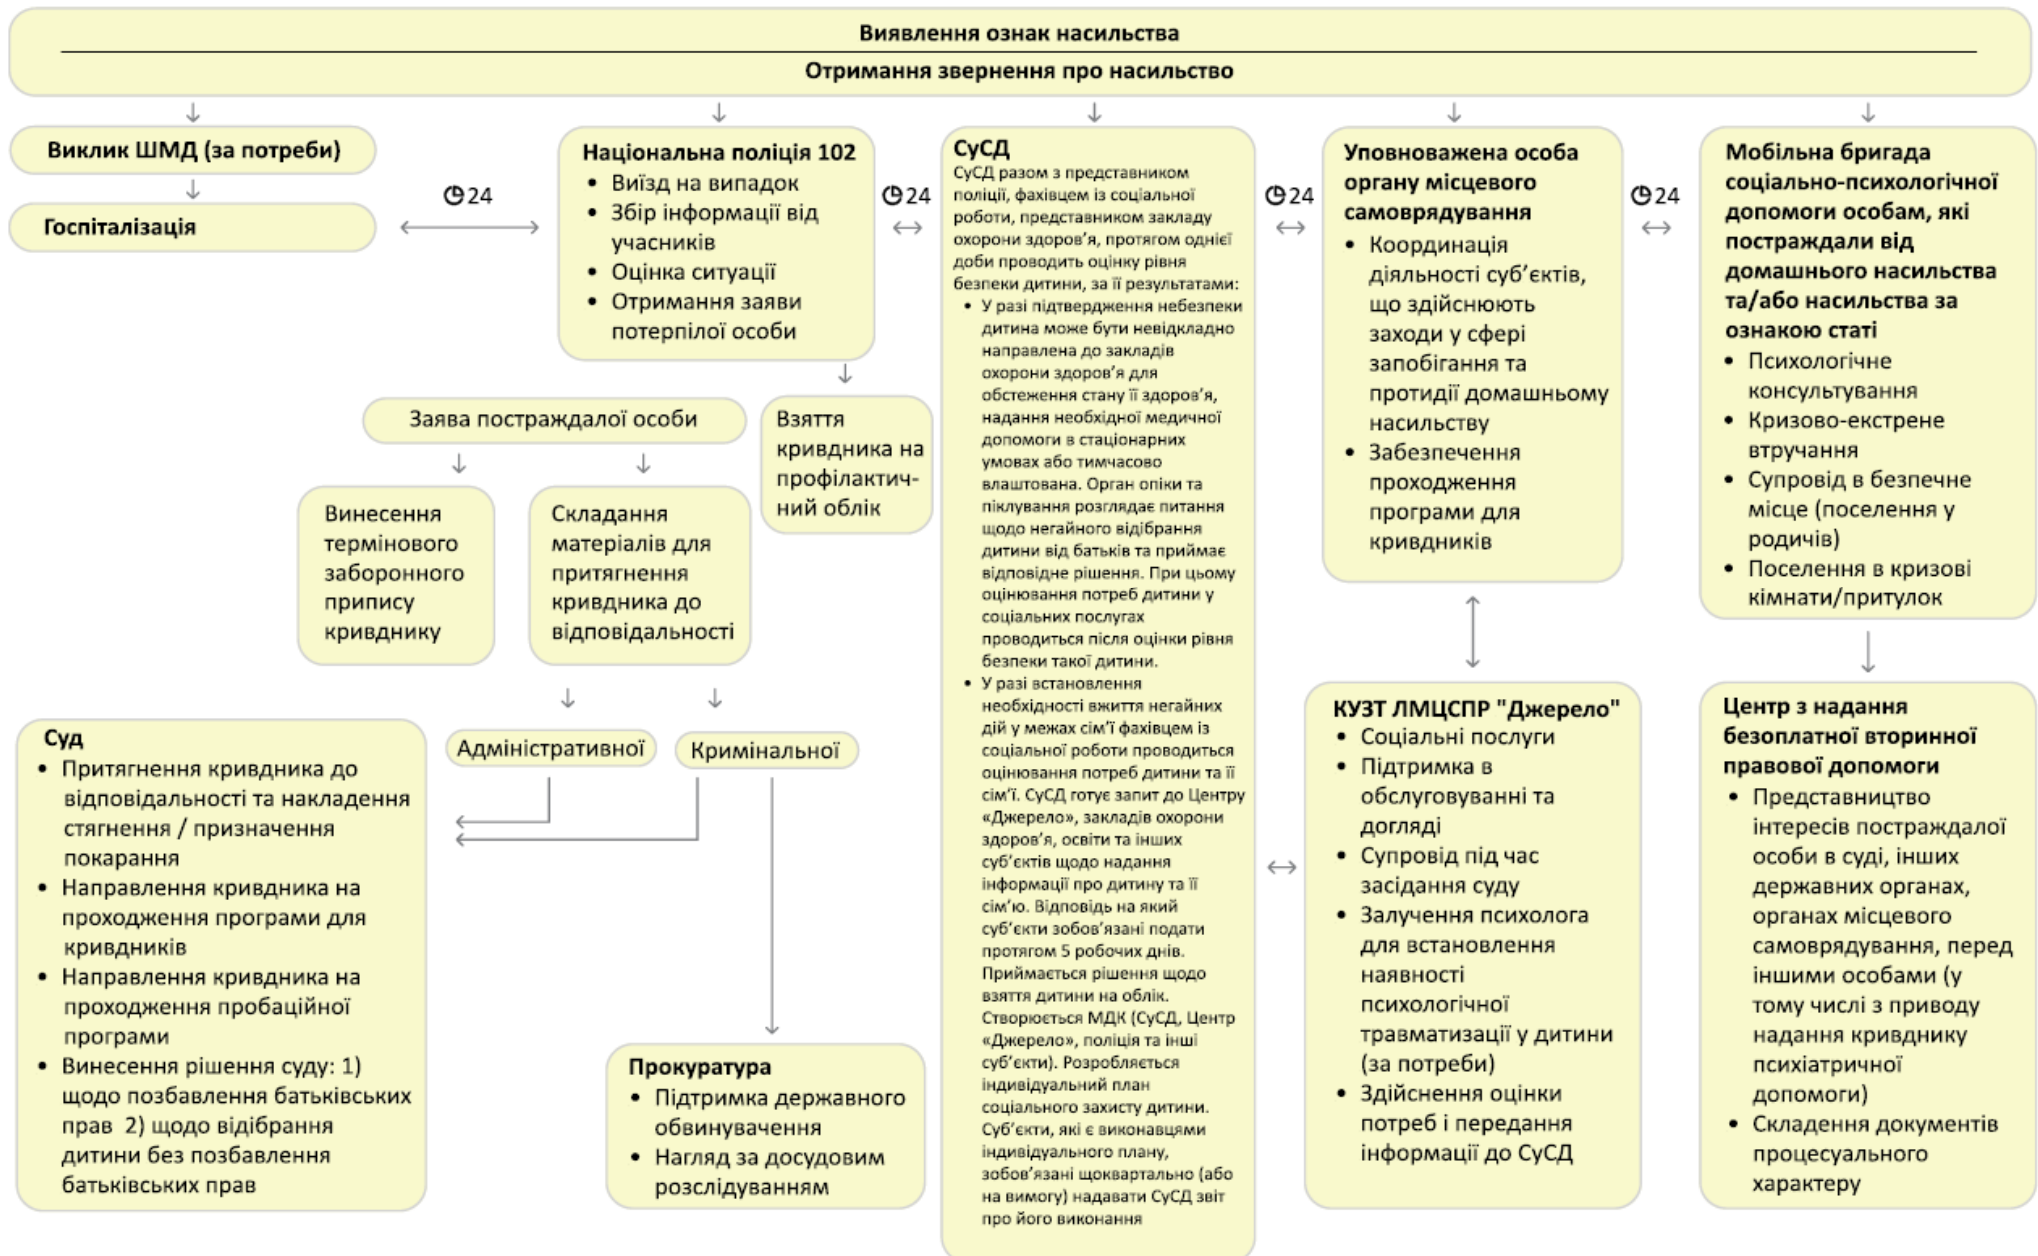 Виявлення ознак насильства
Отримання звернення про насильство
Виклик ШМД (за потреби)
Госпіталізація
24
Національна поліція 102
• Виїзд на випадок
• Збір інформації від
учасників
• Оцінка ситуації
• Отримання заяви
потерпілої особи
24
Заява постраждалої особи
Взяття
кривдника на
профілактич-
ний облік
Винесення
термінового
заборонного
припису
кривднику
Складання
матеріалів для
притягнення
кривдника до
відповідальності
Адміністративної
Кримінальної
Суд
• Притягнення кривдника до
відповідальності та накладення
стягнення / призначення
покарання
• Направлення кривдника на
проходження програми для
кривдників
• Направлення кривдника на
проходження пробаційної
програми
• Винесення рішення суду: 1)
щодо позбавлення батьківських
прав 2) щодо відібрання
дитини без позбавлення
батьківських прав
Прокуратура
• Підтримка державного
обвинувачення
• Нагляд за досудовим
розслідуванням
СуСД
СуСД разом з представником
поліції, фахівцем із соціальної
роботи, представником закладу
охорони здоров’я, протягом однієї
доби проводить оцінку рівня
безпеки дитини, за її результатами:
• У разі підтвердження небезпеки
дитина може бути невідкладно
направлена до закладів
охорони здоров’я для
обстеження стану її здоров’я,
надання необхідної медичної
допомоги в стаціонарних
умовах або тимчасово
влаштована. Орган опіки та
піклування розглядає питання
щодо негайного відібрання
дитини від батьків та приймає
відповідне рішення. При цьому
оцінювання потреб дитини у
соціальних послугах
проводиться після оцінки рівня
безпеки такої дитини.
• У разі встановлення
необхідності вжиття негайних
дій у межах сім’ї фахівцем із
соціальної роботи проводиться
оцінювання потреб дитини та її
сім’ї. СуСД готує запит до Центру
«Джерело», закладів охорони
здоров’я, освіти та інших
суб’єктів щодо надання
інформації про дитину та її
сім’ю. Відповідь на який
суб’єкти зобов’язані подати
протягом 5 робочих днів.
Приймається рішення щодо
взяття дитини на облік.
Створюється МДК (СуСД, Центр
«Джерело», поліція та інші
суб’єкти). Розробляється
індивідуальний план
соціального захисту дитини.
Суб’єкти, які є виконавцями
індивідуального плану,
зобов’язані щоквартально (або
на вимогу) надавати СуСД звіт
про його виконання
24
Уповноважена особа
органу місцевого
самоврядування
• Координація
діяльності суб’єктів,
що здійснюють
заходи у сфері
запобігання та
протидії домашньому
насильству
• Забезпечення
проходження
програми для
кривдників
24
КУЗТ ЛМЦСПР "Джерело"
• Соціальні послуги
• Підтримка в
обслуговуванні та
догляді
• Супровід під час
засідання суду
• Залучення психолога
для встановлення
наявності
психологічної
травматизації у дитини
(за потреби)
• Здійснення оцінки
потреб і передання
інформації до СуСД
Мобільна бригада
соціально-психологічної
допомоги особам, які
постраждали від
домашнього насильства
та/або насильства за
ознакою статі
• Психологічне
консультування
• Кризово-екстрене
втручання
• Супровід в безпечне
місце (поселення у
родичів)
• Поселення в кризові
кімнати/притулок
Центр з надання
безоплатної вторинної
правової допомоги
• Представництво
інтересів постраждалої
особи в суді, інших
державних органах,
органах місцевого
самоврядування, перед
іншими особами (у
тому числі з приводу
надання кривднику
психіатричної
допомоги)
• Складення документів
процесуального
характеру